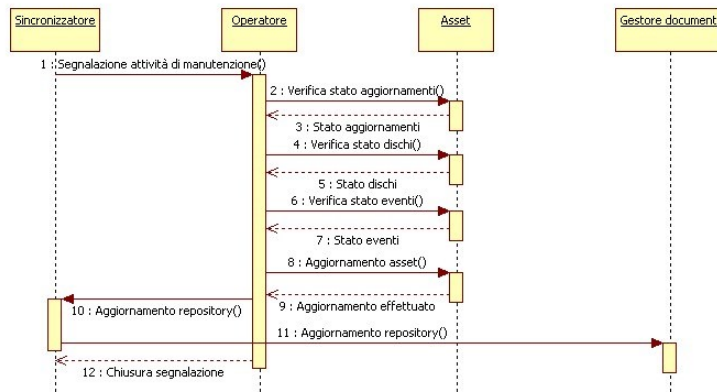 Sincronizzatore
Operatore
Asset
Gestore document
1 : Segnalazione attività di manutenzione()
2 : Verifica stato aggiornamenti()
3 : Stato aggiornamenti
4 : Verifica stato dischi()
5 : Stato dischi
6 : Verifica stato eventi()
7 : Stato eventi
8 : Aggiornamento asset()
9 : Aggiornamento effettuato
10 : Aggiornamento repository()
11 : Aggiornamento repository()
12 : Chiusura segnalazione